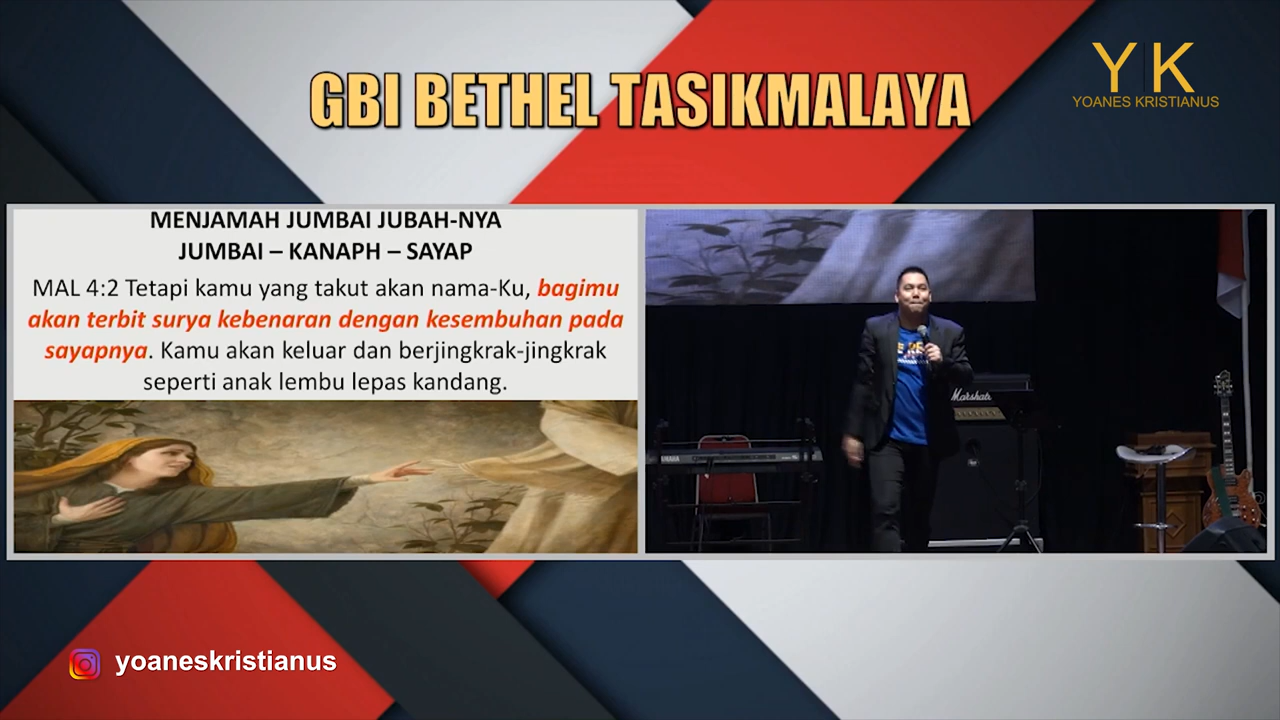 GBI BETHEL TASIKMALAYA
YK
YOANES KRISTIANUS
MENJAMAH JUMBAI JUBAH-NYA
JUMBAI – KANAPH – SAYAP
MAL 4:2 Tetapi kamu yang takut akan nama-Ku, bagimu
akan terbit surya kebenaran dengan kesembuhan pada
sayapnya. Kamu akan keluar dan berjingkrak-jingkrak
seperti anak lembu lepas kandang.
Marshall
YAMAHA
yoaneskristianus